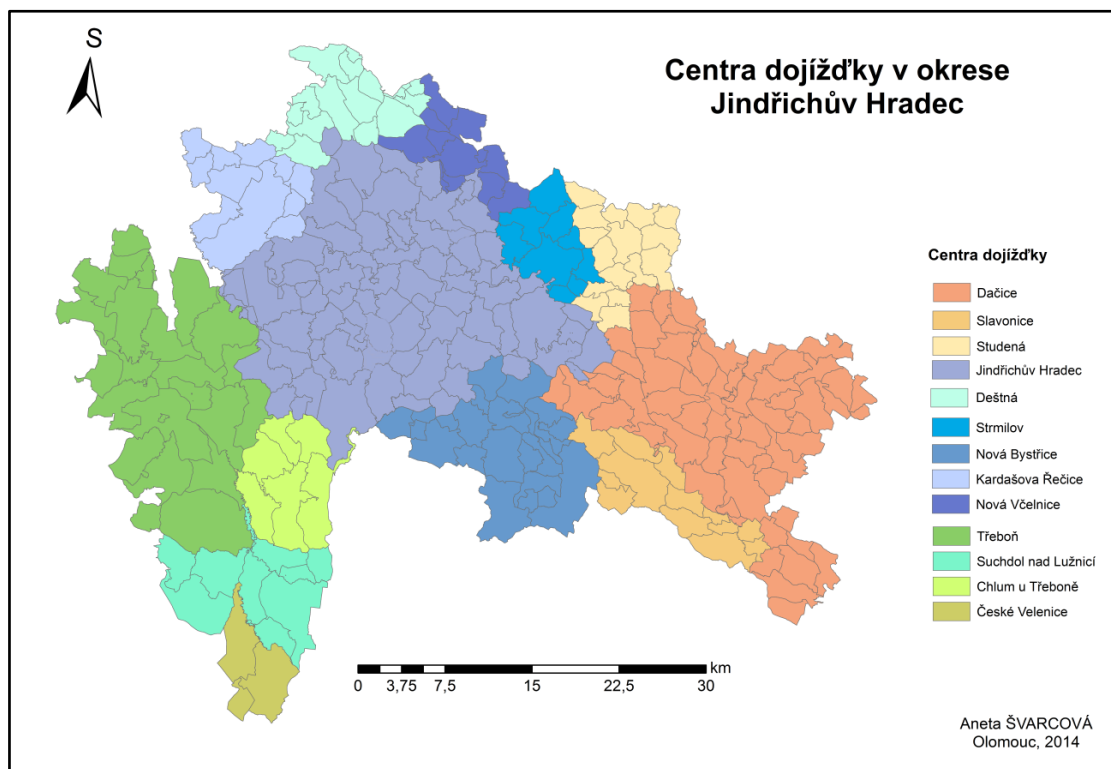 S
Centra dojížďky v okrese
Jindřichův Hradec
Centra dojížďky
Dačice
Slavonice
Studená
Jindřichův Hradec
Deštná
Strmilov
Nová Bystřice
Kardašova Řečice
Nová Včelnice
Třeboň
Suchdol nad Lužnicí
Chlum u Třeboně
České Velenice
km
0 3,75 7,5 15 22,5 30
Aneta ŠVARCOVÁ
Olomouc, 2014